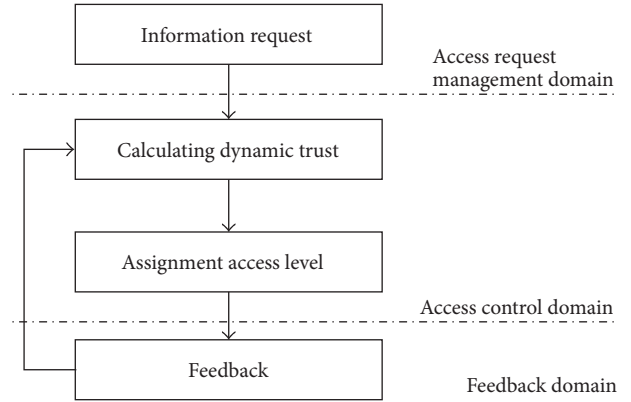 Information request
Access request
management domain
Calculating dynamic trust
Assignment access level
Access control domain
Feedback
Feedback domain